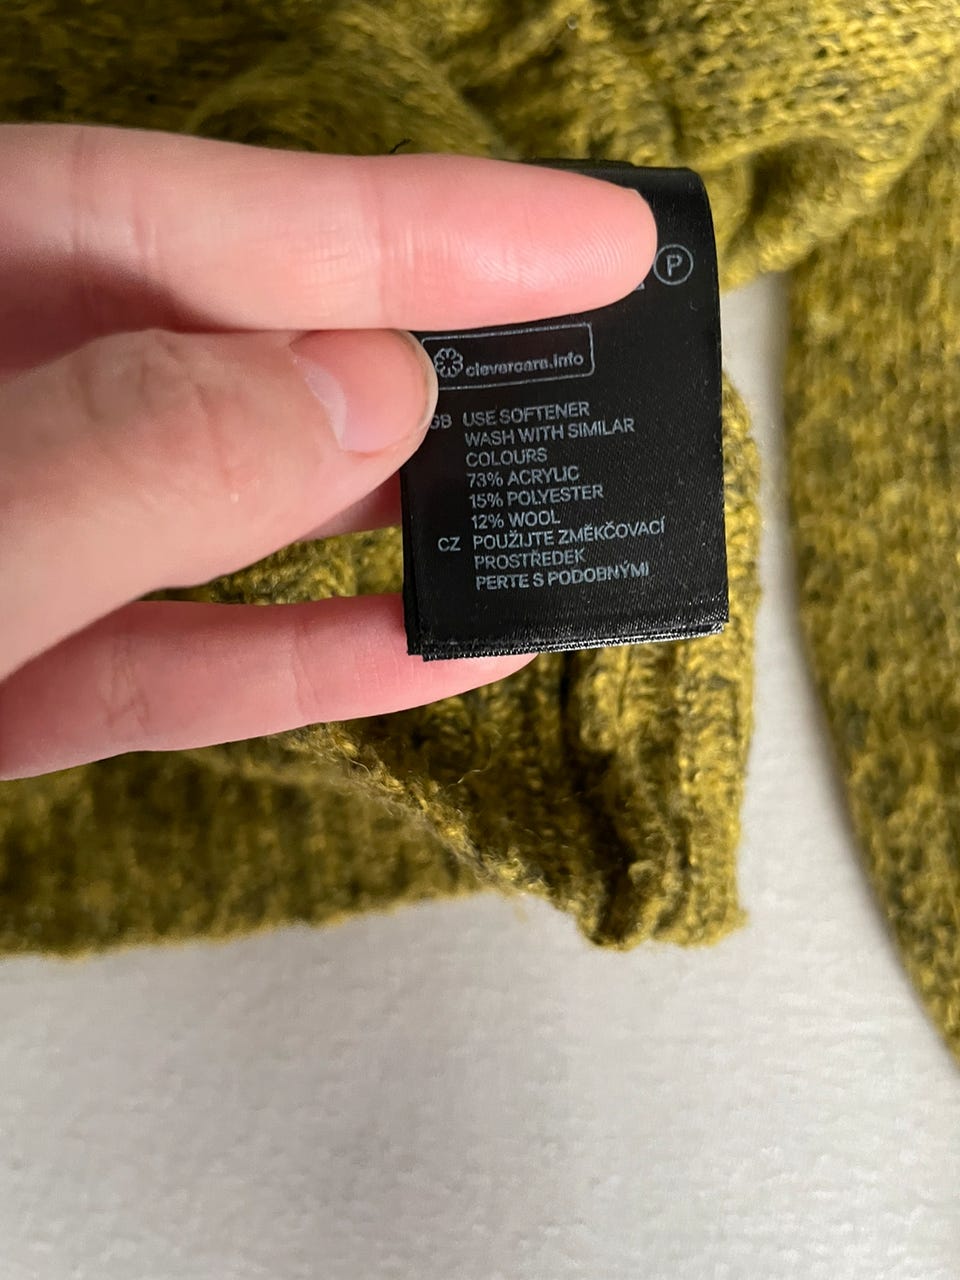 P
clevercare.info
GB USE SOFTENER
WASH WITH SIMILAR
COLOURS
73% ACRYLIC
15% POLYESTER
12% WOOL
CZ POUŽIJTE ZMĚKČOVACÍ
PROSTŘEDEK
PERTE S PODOBNÝMI